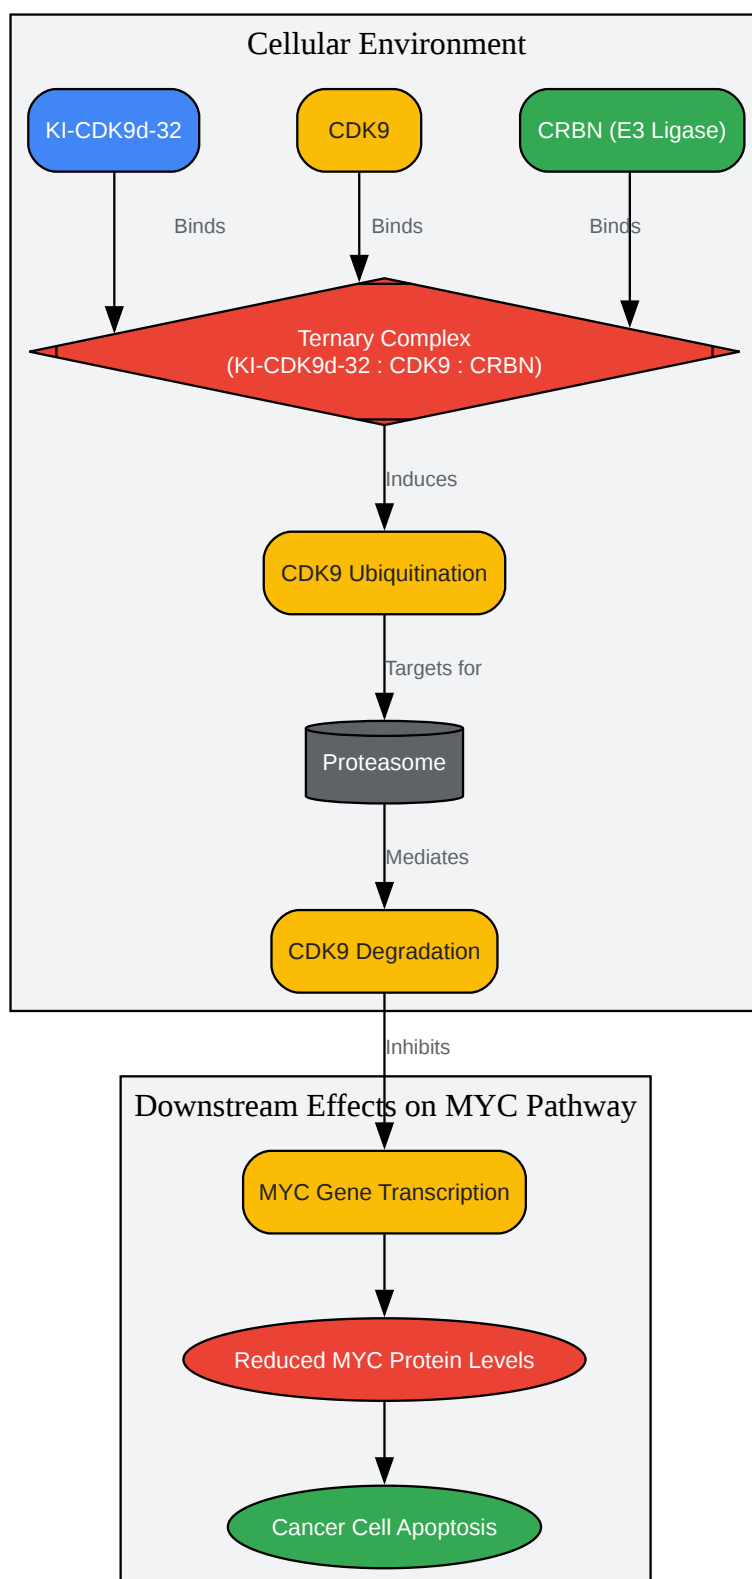 Cellular Environment
KI-CDK9d-32
CDK9
CRBN (E3 Ligase)
Binds
Binds
Binds
Ternary Complex
(KI-CDK9d-32 : CDK9 : CRBN)
Induces
CDK9 Ubiquitination
Targets for
Proteasome
Mediates
CDK9 Degradation
Inhibits
Downstream Effects on MYC Pathway
MYC Gene Transcription
Reduced MYC Protein Levels
Cancer Cell Apoptosis